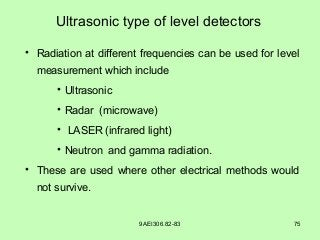 Ultrasonic type of level detectors
• Radiation at different frequencies can be used for level
measurement which include
• Ultrasonic
• Radar (microwave)
• LASER (infrared light)
• Neutron and gamma radiation.
• These are used where other electrical methods would
not survive.
9AEI306.82-83 75